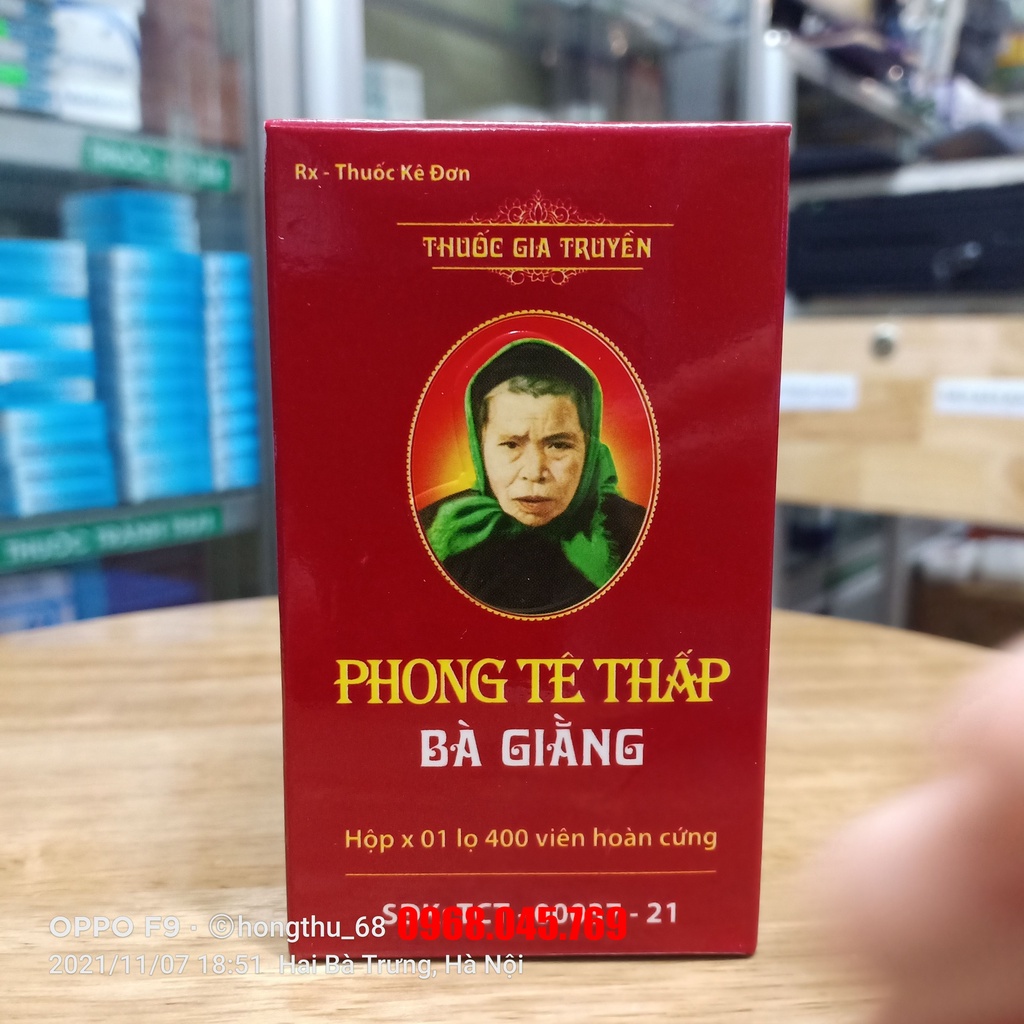 Rx - Thuốc Kê Đơn
THUỐC GIA TRUYỀN
PHONG TÊ THẤP
BÀ GIẰNG
Hộp x 01 lọ 400 viên hoàn cứng
- 21
0968.045.769
OPPO F9 · ©hongthu_68
2021/11/07 18:51 Hai Bà Trưng, Hà Nội